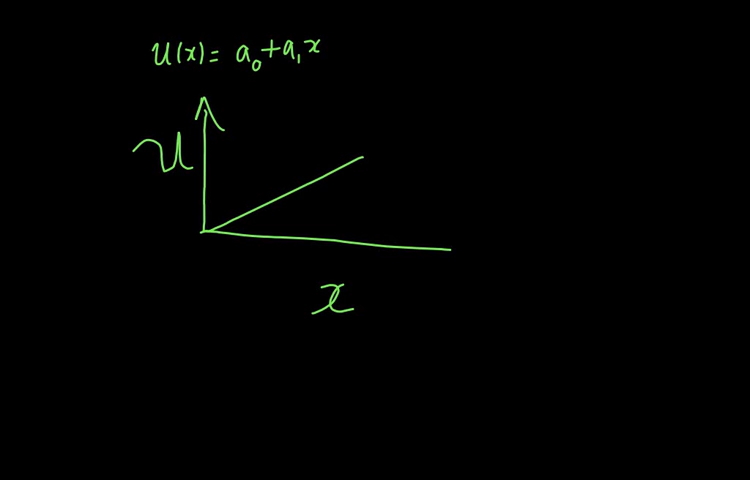 u(x) = a₀ + a₁x
u
x